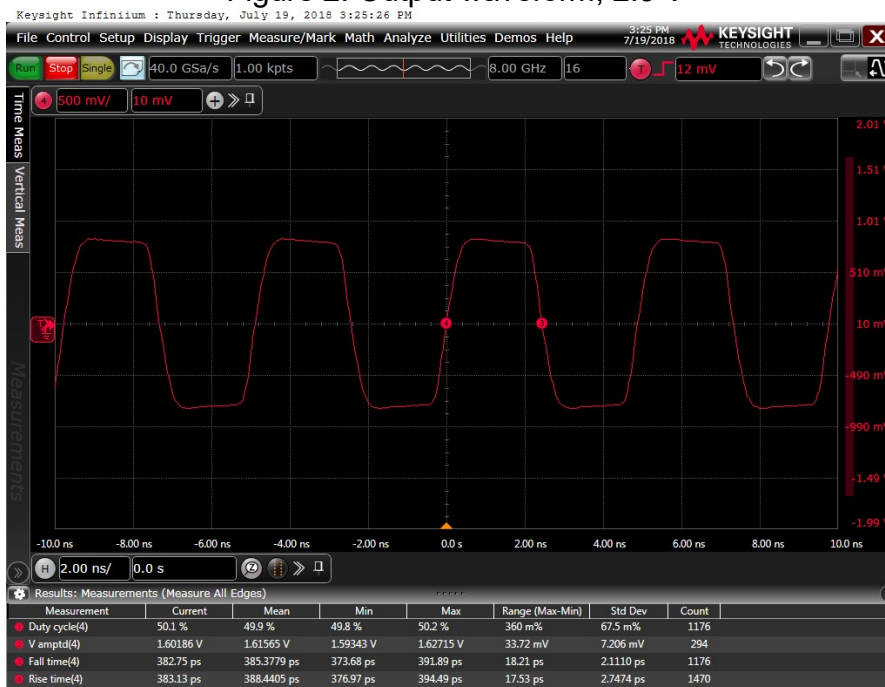 Figure 2. Output waveform, 2.5 V
Keysight Infiniium : Thursday, July 19, 2018 3:25:26 PM
File Control Setup Display Trigger Measure/Mark Math Analyze Utilities Demos Help 3:25 PM 7/19/2018 KEYSIGHT TECHNOLOGIES
Run Stop Single 40.0 GSa/s 1.00 kpts 8.00 GHz 16 T 12 mV
4 500 mV/ 10 mV
Time Meas
Vertical Meas
Measurements
2.01
1.51
1.01
510 m
10 m
-490 m
-990 m
-1.49
-1.99
T
4 3
-10.0 ns -8.00 ns -6.00 ns -4.00 ns -2.00 ns 0.0 s 2.00 ns 4.00 ns 6.00 ns 8.00 ns 10.0 ns
H 2.00 ns/ 0.0 s
Results: Measurements (Measure All Edges)
Measurement Current Mean Min Max Range (Max-Min) Std Dev Count
Duty cycle(4) 50.1 % 49.9 % 49.8 % 50.2 % 360 m% 67.5 m% 1176
V amptd(4) 1.60186 V 1.61565 V 1.59343 V 1.62715 V 33.72 mV 7.206 mV 294
Fall time(4) 382.75 ps 385.3779 ps 373.68 ps 391.89 ps 18.21 ps 2.1110 ps 1176
Rise time(4) 383.13 ps 388.4405 ps 376.97 ps 394.49 ps 17.53 ps 2.7474 ps 1470